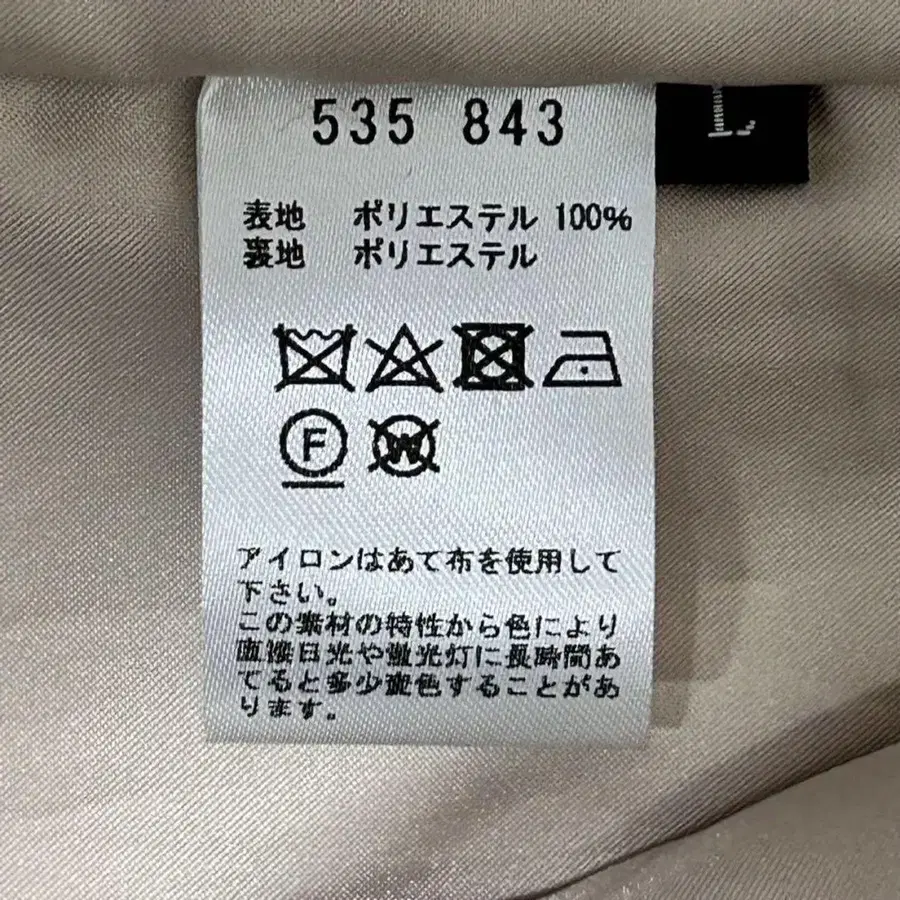 535 843
表地 ポリエステル 100%
裏地 ポリエステル
F
W
アイロンはあて布を使用して
下さい。
この素材の特性から色により
直接日光や蛍光灯に長時間あ
てると多少変色することがあ
ります。